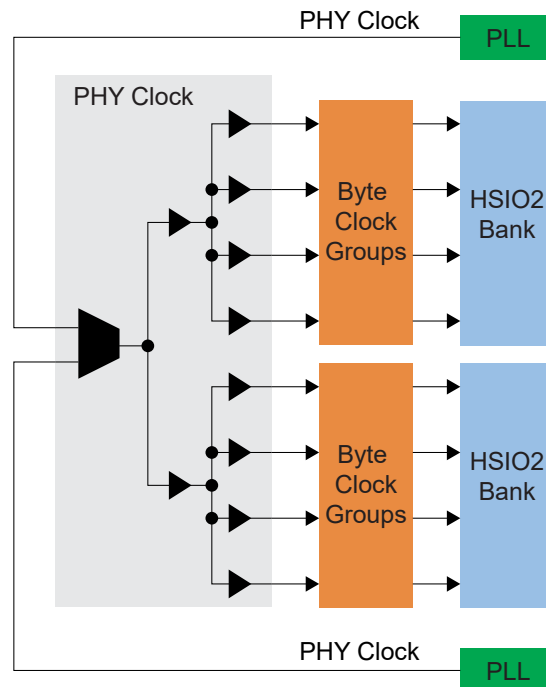 PHY Clock
PLL
PHY Clock
Byte
Clock
Groups
HSIO2
Bank
Byte
Clock
Groups
HSIO2
Bank
PHY Clock
PLL